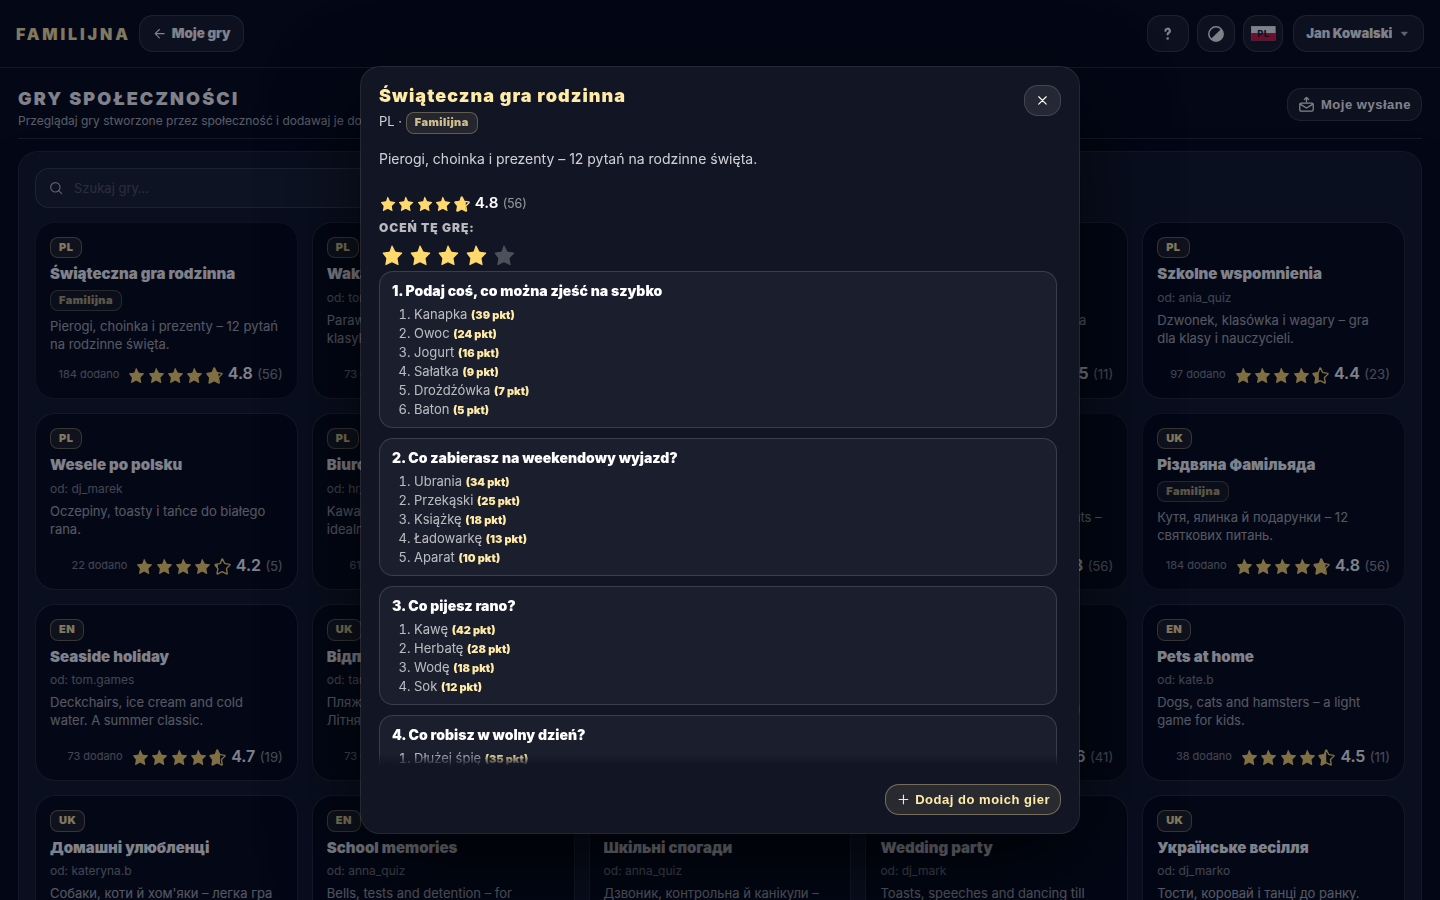 FAMILIJNA
← Moje gry
?
PL
Jan Kowalski
GRY SPOŁECZNOŚCI
Przeglądaj gry stworzone przez społeczność i dodawaj je do
Moje wysłane
Szukaj gry...
Świąteczna gra rodzinna
PL · Familijna
Pierogi, choinka i prezenty – 12 pytań na rodzinne święta.
4.8 (56)
OCEŃ TĘ GRĘ:
1. Podaj coś, co można zjeść na szybko
1. Kanapka (39 pkt)
2. Owoc (24 pkt)
3. Jogurt (16 pkt)
4. Sałatka (9 pkt)
5. Drożdżówka (7 pkt)
6. Baton (5 pkt)
2. Co zabierasz na weekendowy wyjazd?
1. Ubrania (34 pkt)
2. Przekąski (25 pkt)
3. Książkę (18 pkt)
4. Ładowarkę (13 pkt)
5. Aparat (10 pkt)
3. Co pijesz rano?
1. Kawę (42 pkt)
2. Herbatę (28 pkt)
3. Wodę (18 pkt)
4. Sok (12 pkt)
4. Co robisz w wolny dzień?
1. Dłużej śpię (35 pkt)
+ Dodaj do moich gier
PL
Świąteczna gra rodzinna
Familijna
Pierogi, choinka i prezenty – 12 pytań
na rodzinne święta.
184 dodano 4.8 (56)
PL
od:
73
5 (11)
PL
Szkolne wspomnienia
od: ania_quiz
Dzwonek, klasówka i wagary – gra
dla klasy i nauczycieli.
97 dodano 4.4 (23)
PL
Wesele po polsku
od: dj_marek
Oczepiny, toasty i tańce do białego
rana.
22 dodano 4.2 (5)
PL
od:
61
(56)
UK
Різдвяна Фамільяда
Familijna
Кутя, ялинка й подарунки – 12
святкових питань.
184 dodano 4.8 (56)
EN
Seaside holiday
od: tom.games
Deckchairs, ice cream and cold
water. A summer classic.
73 dodano 4.7 (19)
UK
od:
73
(41)
EN
Pets at home
od: kate.b
Dogs, cats and hamsters – a light
game for kids.
38 dodano 4.5 (11)
UK
Домашні улюбленці
od: kateryna.b
Собаки, коти й хом'яки – легка гра
EN
School memories
od: anna_quiz
Bells, tests and detention – for
Шкільні спогади
od: anna_quiz
Дзвоник, контрольна й канікули –
Wedding party
od: dj_mark
Toasts, speeches and dancing till
UK
Українське весілля
od: dj_marko
Тости, коровай і танці до ранку.